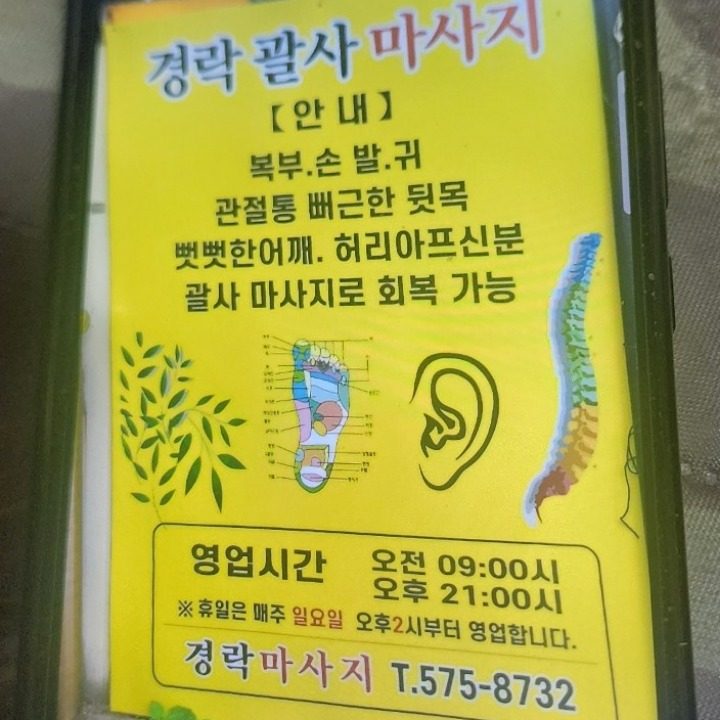 경락 괄사 마사지
【안내】
복부.손 발.귀
관절통 뻐근한 뒷목
뻣뻣한어깨. 허리아프신분
괄사 마사지로 회복 가능
영업시간 오전 09:00시
오후 21:00시
※휴일은 매주 일요일 오후2시부터 영업합니다.
경락마사지 T.575-8732